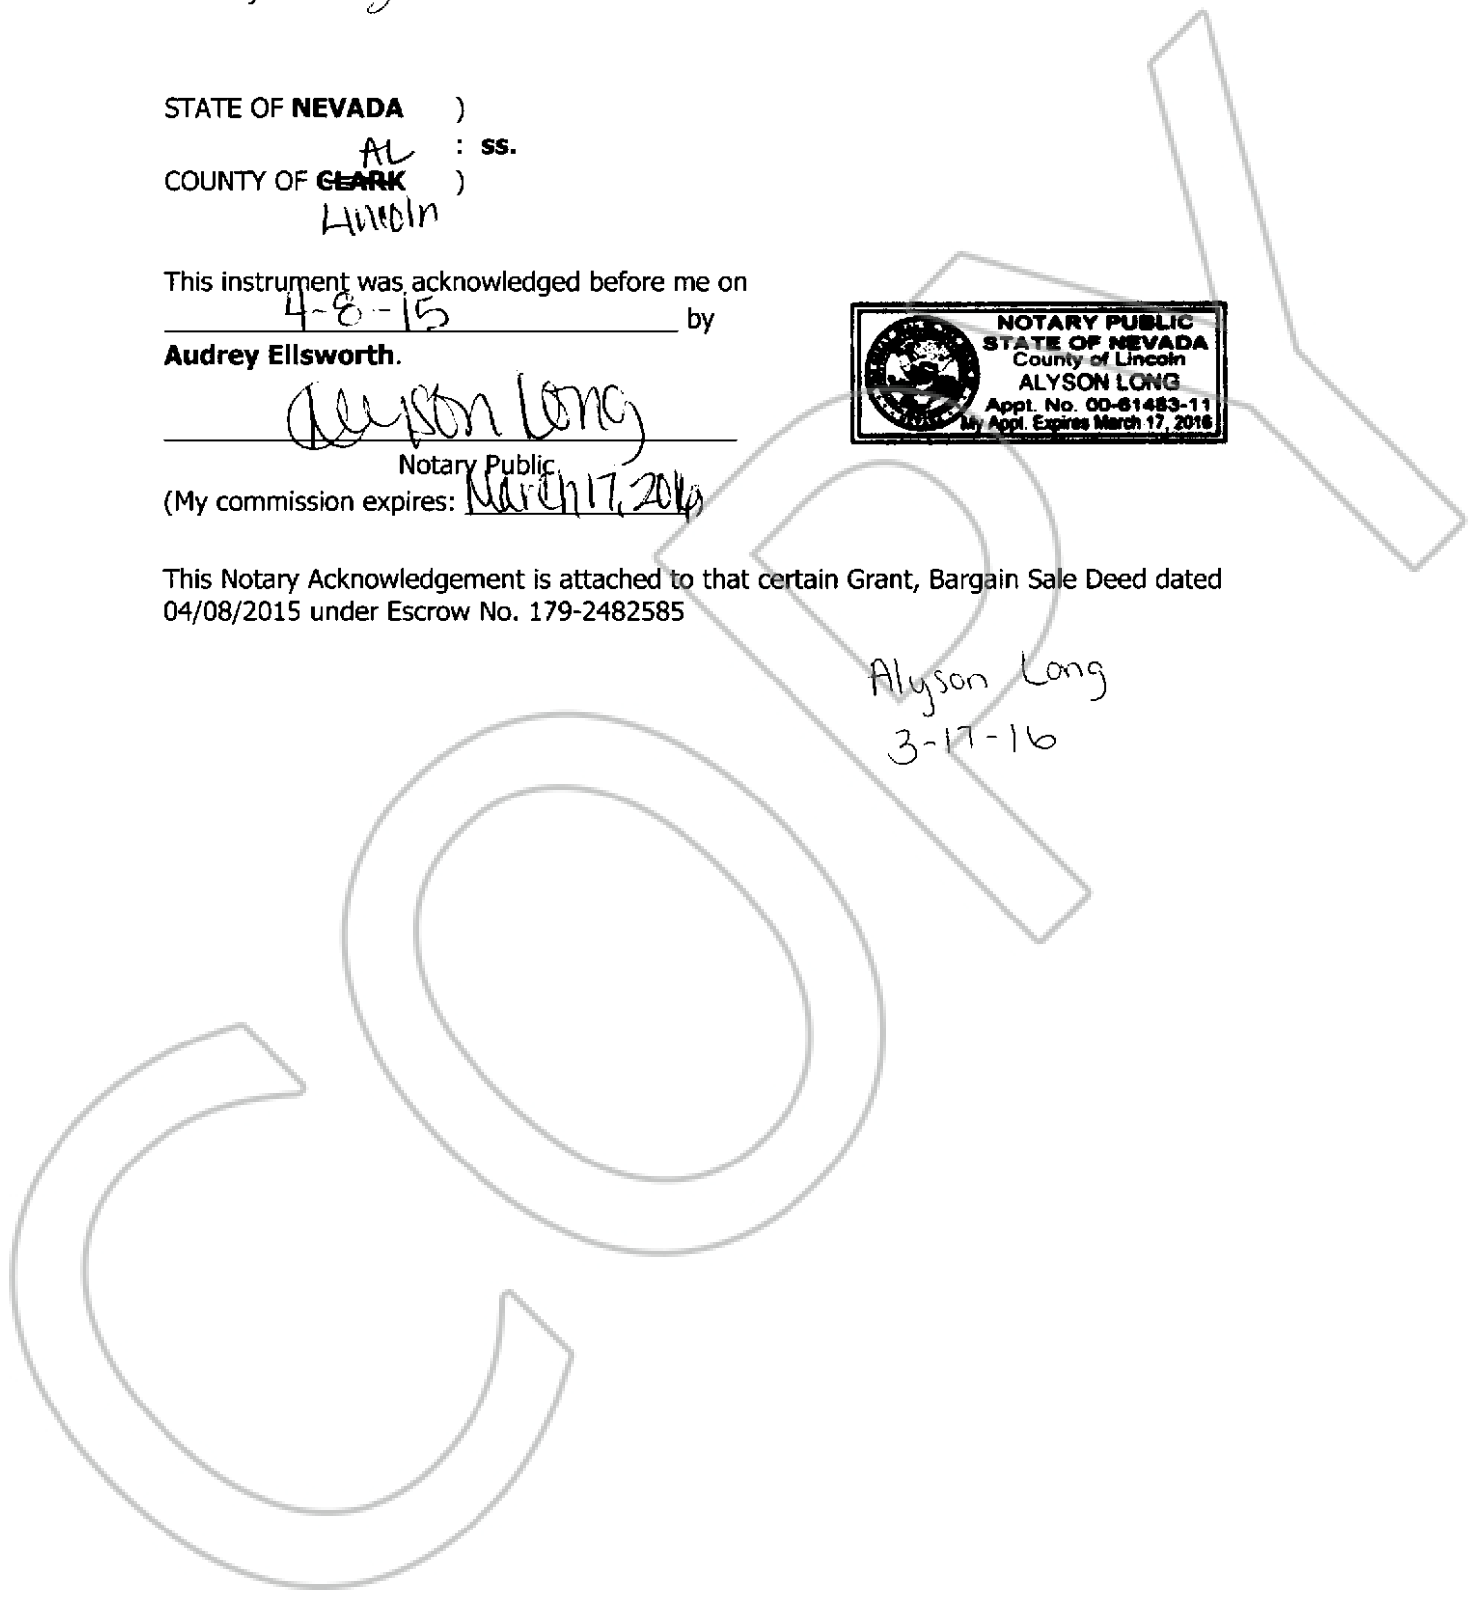 STATE OF NEVADA )
AL : ss.
COUNTY OF CLARK )
Lincoln
This instrument was acknowledged before me on
4-8-15 by
Audrey Ellsworth.
Alyson Long
Notary Public
(My commission expires: March 17, 2016)
NOTARY PUBLIC
STATE OF NEVADA
County of Lincoln
ALYSON LONG
Appt. No. 00-61483-11
My Appt. Expires March 17, 2016
This Notary Acknowledgement is attached to that certain Grant, Bargain Sale Deed dated
04/08/2015 under Escrow No. 179-2482585
Alyson Long
3-17-16
COPY